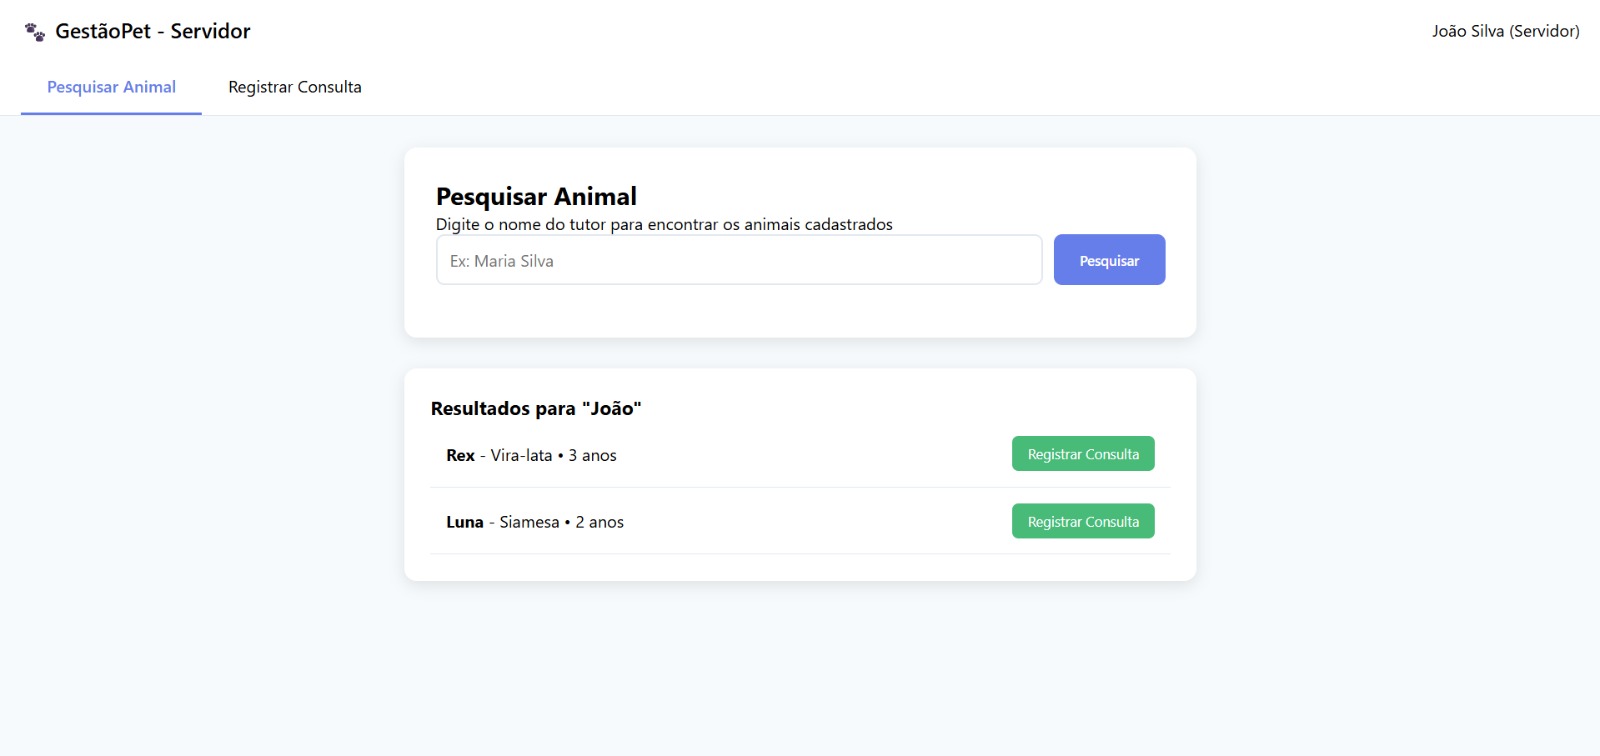 GestãoPet - Servidor
João Silva (Servidor)
Pesquisar Animal
Registrar Consulta
Pesquisar Animal
Digite o nome do tutor para encontrar os animais cadastrados
Ex: Maria Silva
Pesquisar
Resultados para "João"
Rex - Vira-lata • 3 anos
Registrar Consulta
Luna - Siamesa • 2 anos
Registrar Consulta